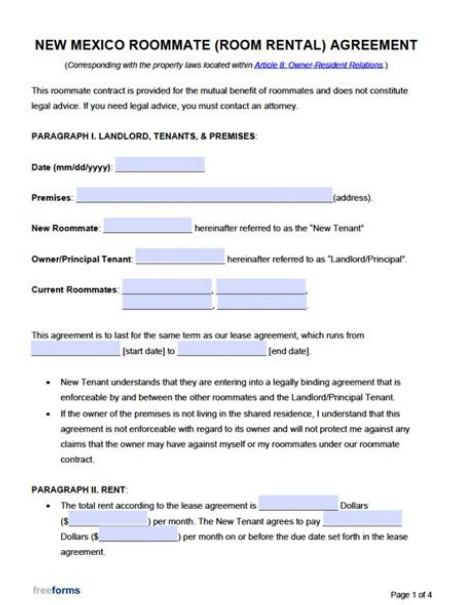 NEW MEXICO ROOMMATE (ROOM RENTAL) AGREEMENT
(Corresponding with the property laws located within Article 8: Owner-Resident Relations.)
This roommate contract is provided for the mutual benefit of roommates and does not constitute
legal advice. If you need legal advice, you must contact an attorney.
PARAGRAPH I. LANDLORD, TENANTS, & PREMISES:
Date (mm/dd/yyyy):
Premises: (address).
New Roommate: hereinafter referred to as the "New Tenant"
Owner/Principal Tenant: hereinafter referred to as "Landlord/Principal".
Current Roommates: , ,
, .
This agreement is to last for the same term as our lease agreement, which runs from
[start date] to [end date].
• New Tenant understands that they are entering into a legally binding agreement that is
enforceable by and between the other roommates and the Landlord/Principal Tenant.
• If the owner of the premises is not living in the shared residence, I understand that this
agreement is not enforceable with regard to its owner and will not protect me against any
claims that the owner may have against myself or my roommates under our roommate
contract.
PARAGRAPH II. RENT:
• The total rent according to the lease agreement is Dollars
($ ) per month. The New Tenant agrees to pay
Dollars ($ ) per month on or before the due date set forth in the lease
agreement.
freeforms
Page 1 of 4